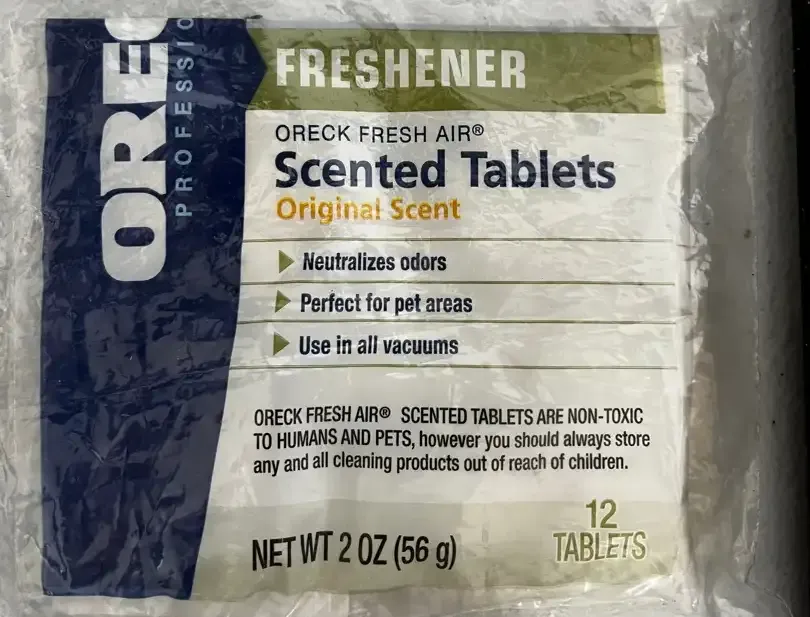 OREC
PROFESSIO
FRESHENER
ORECK FRESH AIR®
Scented Tablets
Original Scent
Neutralizes odors
Perfect for pet areas
Use in all vacuums
ORECK FRESH AIR® SCENTED TABLETS ARE NON-TOXIC
TO HUMANS AND PETS, however you should always store
any and all cleaning products out of reach of children.
NET WT 2 OZ (56 g)
12
TABLETS